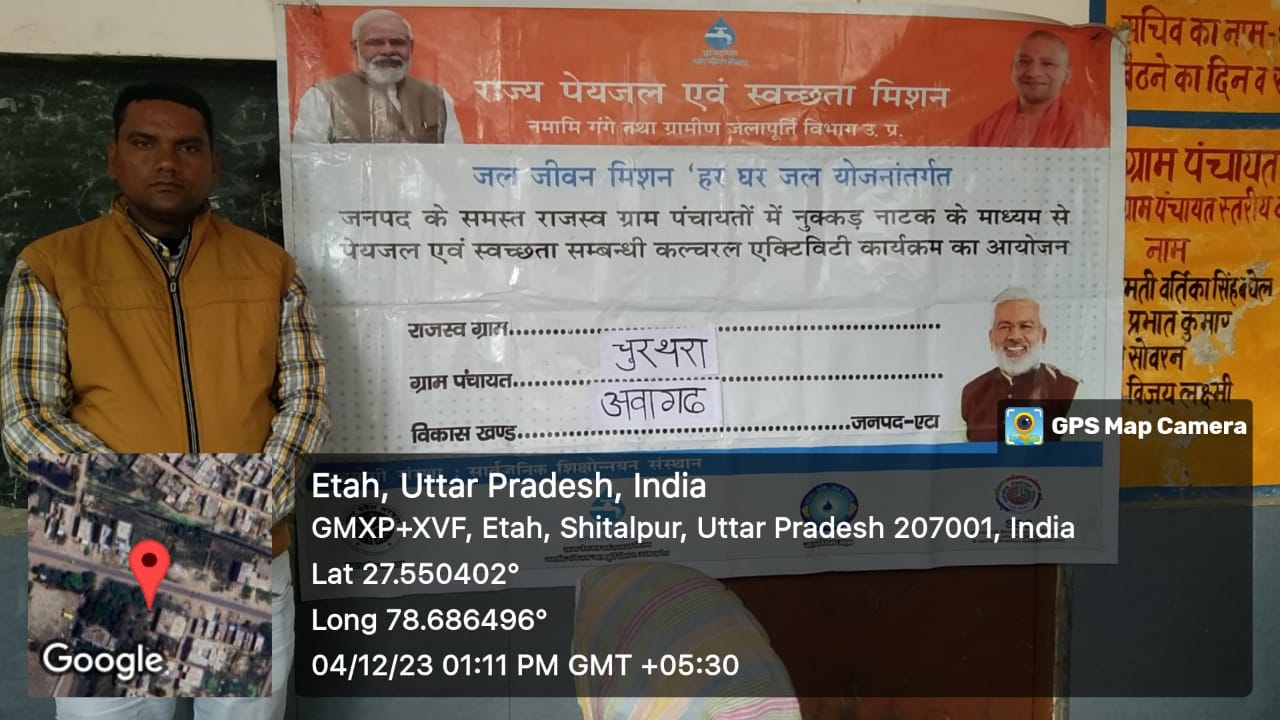 राज्य पेयजल एवं स्वच्छता मिशन
नमामि गंगे तथा ग्रामीण जलापूर्ति विभाग उ. प्र.
जल जीवन मिशन 'हर घर जल योजनांतर्गत
जनपद के समस्त राजस्व ग्राम पंचायतों में नुक्कड़ नाटक के माध्यम से
पेयजल एवं स्वच्छता सम्बन्धी कल्चरल एक्टिविटी कार्यक्रम का आयोजन
राजस्व ग्राम
चुरथरा
ग्राम पंचायत
अवागढ
विकास खण्ड
जनपद-एटा
संस्था : सार्वजनिक शिक्षोन्नयन संस्थान
सचिव का नाम-
बैठने का दिन व
ग्राम पंचायत
ग्राम पंचायत स्तरीय
नाम
मती वर्तिका सिंह बघेल
प्रभात कुमार
सोवरन
विजय लक्ष्मी
GPS Map Camera
Etah, Uttar Pradesh, India
GMXP+XVF, Etah, Shitalpur, Uttar Pradesh 207001, India
Lat 27.550402°
Long 78.686496°
04/12/23 01:11 PM GMT +05:30
Google